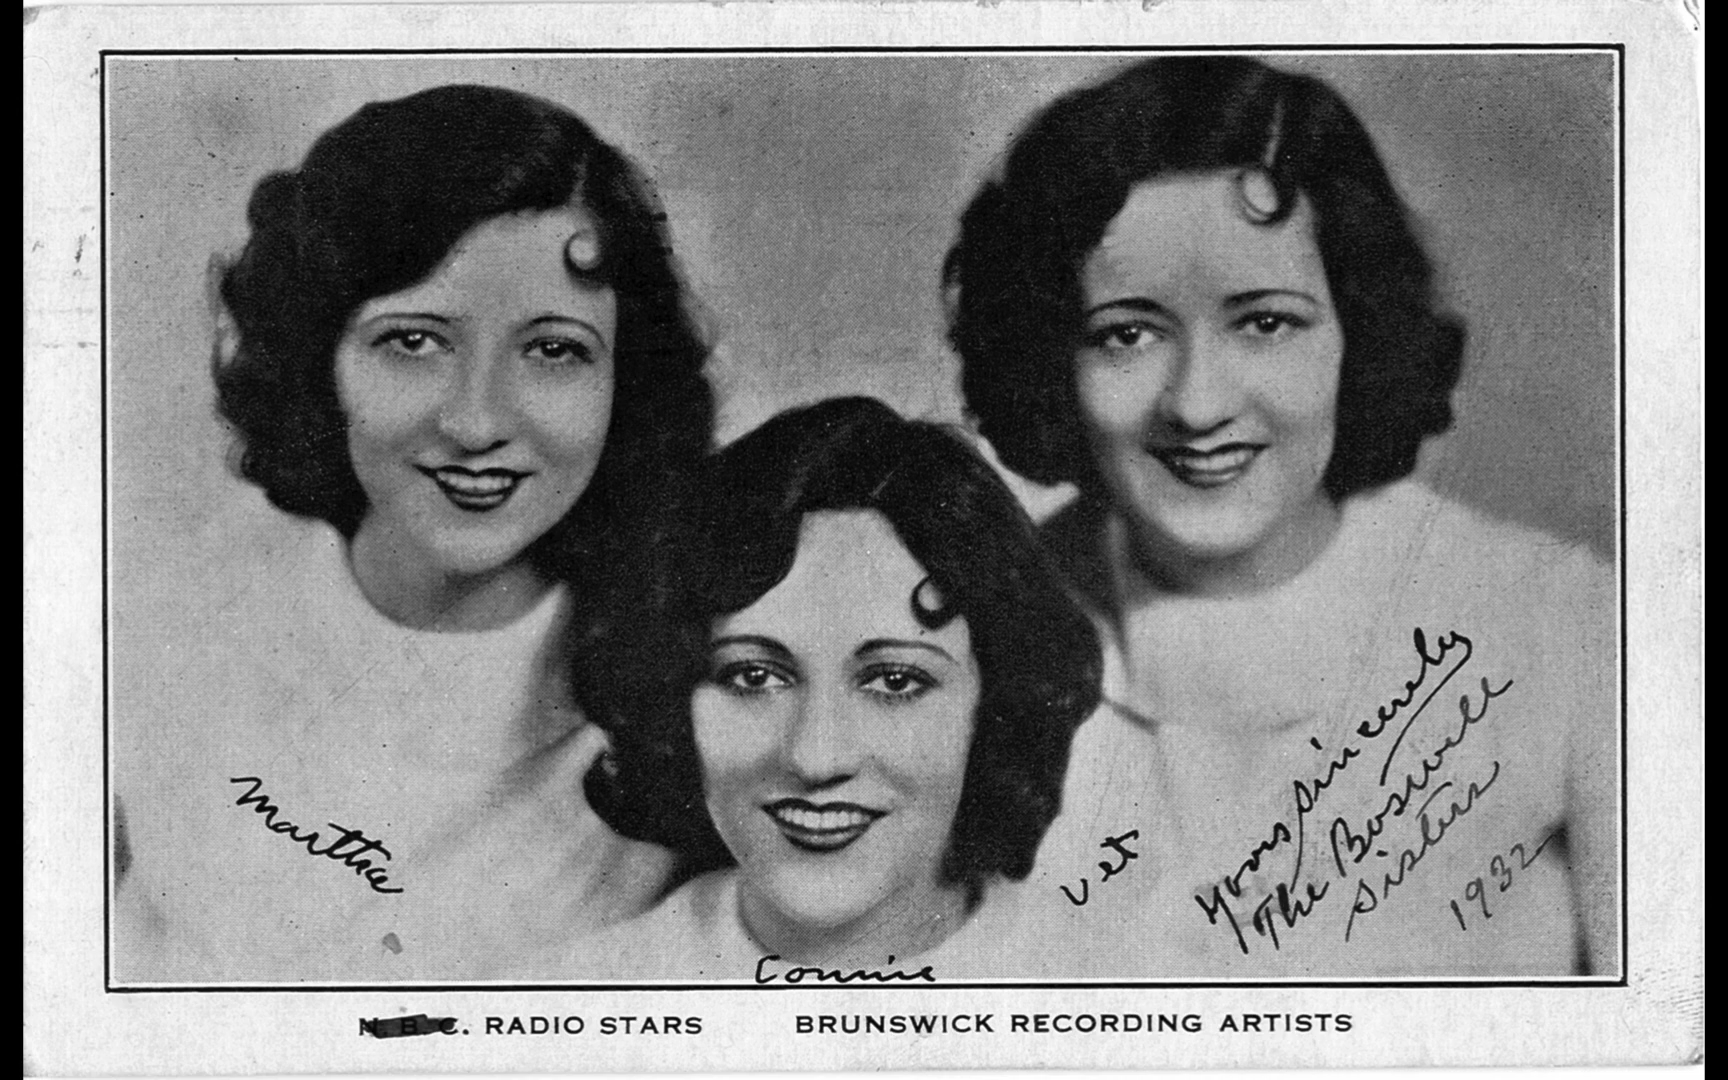 Martha
Connie
Vet
Yours Sincerely
The Boswell
Sisters
1932
N. B. C. RADIO STARS BRUNSWICK RECORDING ARTISTS